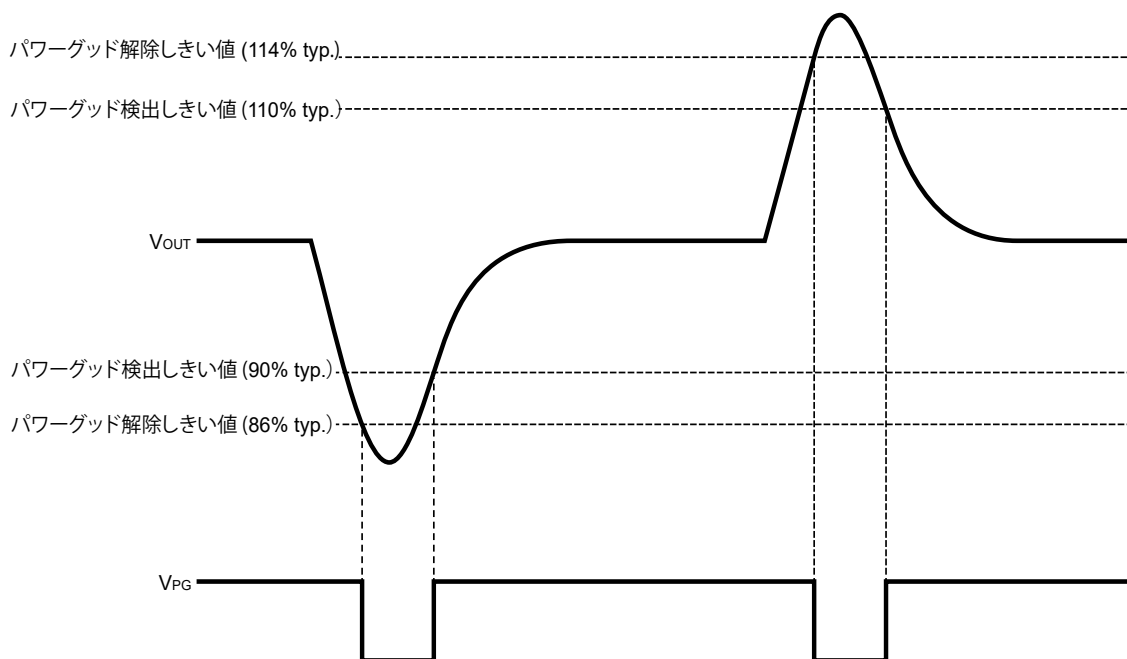 パワーグッド解除しきい値 (114% typ.)
パワーグッド検出しきい値 (110% typ.)
VOUT
パワーグッド検出しきい値 (90% typ.)
パワーグッド解除しきい値 (86% typ.)
VPG